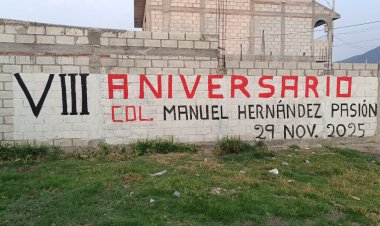 VIII ANIVERSARIO
COL. MANUEL HERNÁNDEZ PASIÓN
29 NOV. 2025